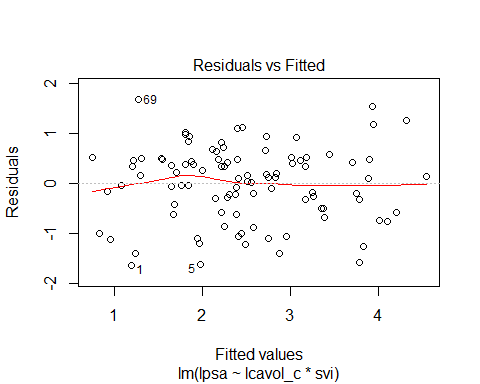 Residuals vs Fitted
Residuals
2
1
0
-1
-2
69
1
5
1 2 3 4
Fitted values
lm(lpsa ~ lcavol_c * svi)